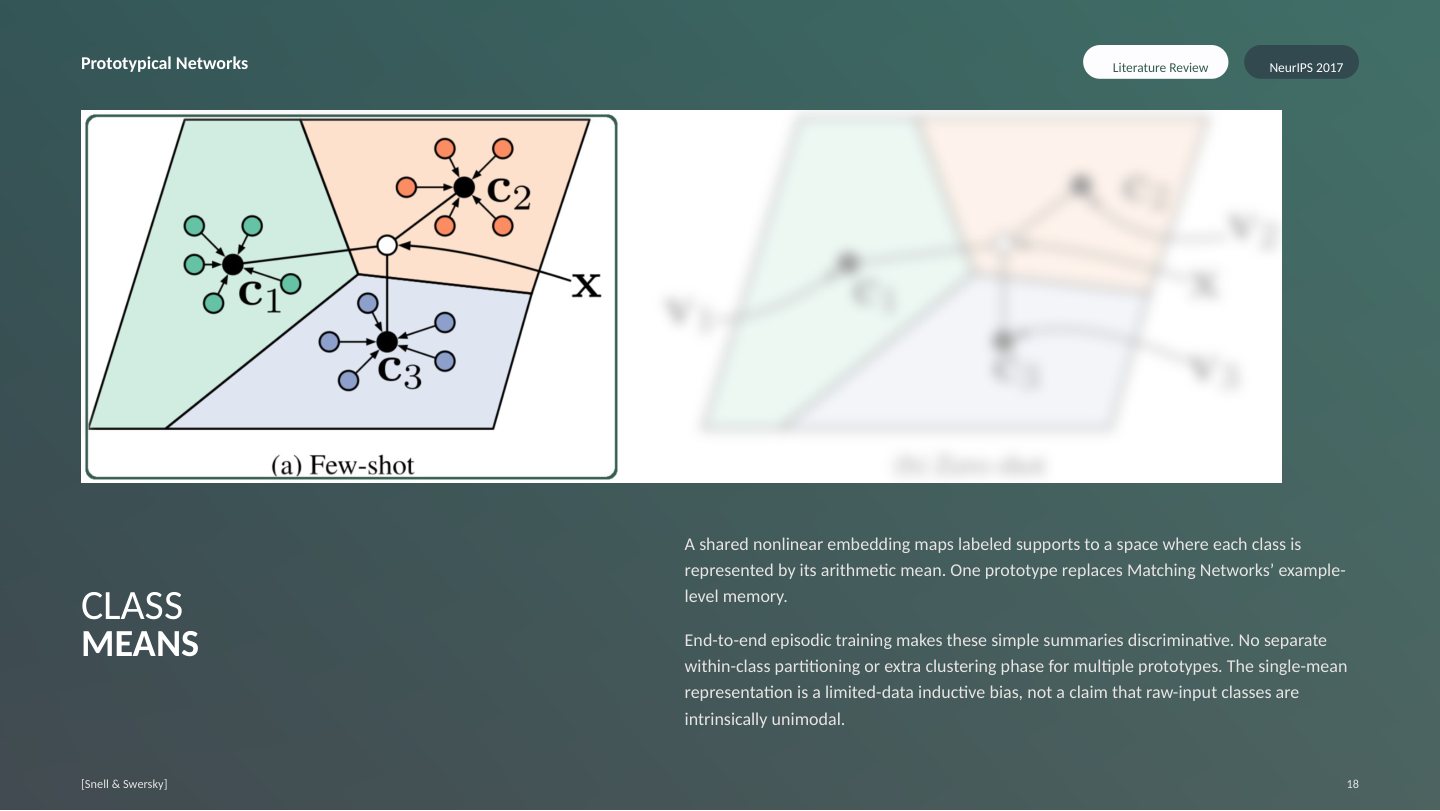 Prototypical Networks
Literature Review
NeurIPS 2017
c2
c1
x
c3
(a) Few-shot
CLASS
MEANS
A shared nonlinear embedding maps labeled supports to a space where each class is
represented by its arithmetic mean. One prototype replaces Matching Networks’ example-
level memory.
End-to-end episodic training makes these simple summaries discriminative. No separate
within-class partitioning or extra clustering phase for multiple prototypes. The single-mean
representation is a limited-data inductive bias, not a claim that raw-input classes are
intrinsically unimodal.
[Snell & Swersky]
18